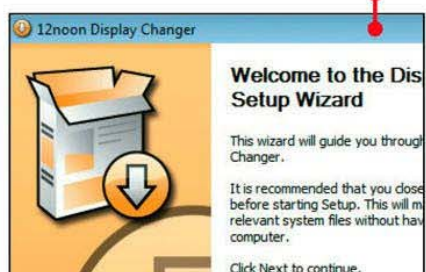 12noon Display Changer
Welcome to the Dis
Setup Wizard
This wizard will guide you through
Changer.
It is recommended that you close
before starting Setup. This will m
relevant system files without hav
computer.
Click Next to continue.